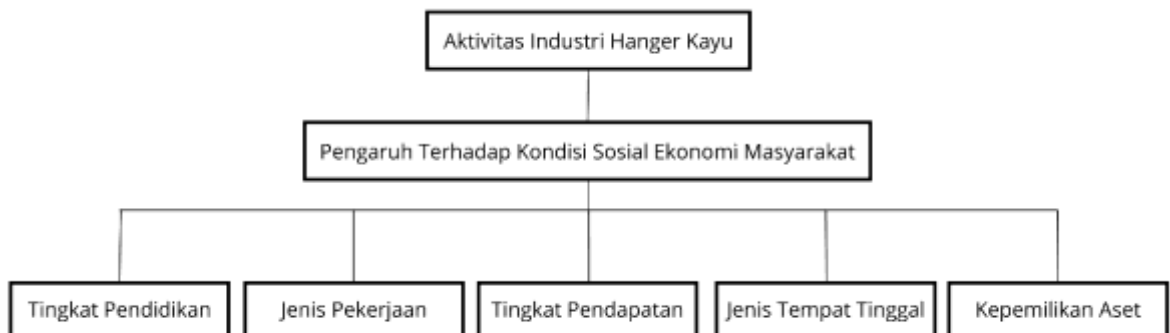 Aktivitas Industri Hanger Kayu
Pengaruh Terhadap Kondisi Sosial Ekonomi Masyarakat
Tingkat Pendidikan
Jenis Pekerjaan
Tingkat Pendapatan
Jenis Tempat Tinggal
Kepemilikan Aset